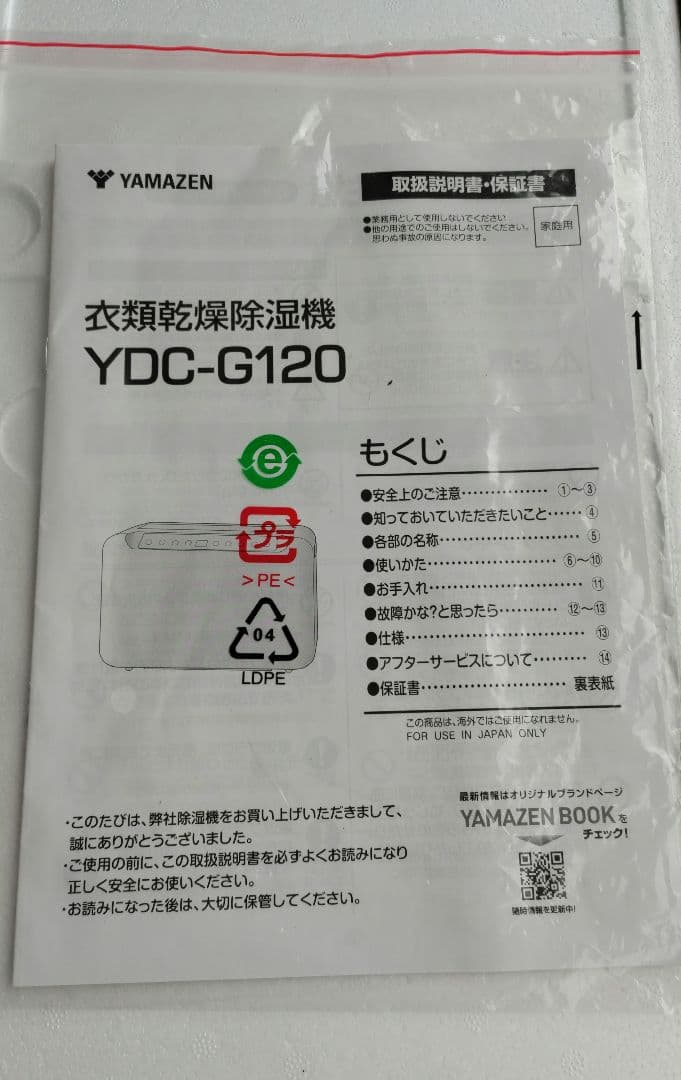 YAMAZEN
取扱説明書・保証書
●業務用として使用しないでください
●他の用途でのご使用はしないでください。
思わぬ事故の原因になります。
家庭用
衣類乾燥除湿機
YDC-G120
e
プラ
>PE<
04
LDPE
もくじ
●安全上のご注意‥‥‥‥‥‥ ①〜③
●知っておいていただきたいこと‥‥ ④
●各部の名称‥‥‥‥‥‥‥‥‥‥ ⑤
●使いかた‥‥‥‥‥‥‥‥‥ ⑥〜⑩
●お手入れ‥‥‥‥‥‥‥‥‥‥‥ ⑪
●故障かな?と思ったら‥‥‥‥ ⑫〜⑬
●仕様‥‥‥‥‥‥‥‥‥‥‥‥‥ ⑬
●アフターサービスについて‥‥‥‥ ⑭
●保証書‥‥‥‥‥‥‥‥‥‥ 裏表紙
この商品は、海外ではご使用になれません。
FOR USE IN JAPAN ONLY
・このたびは、弊社除湿機をお買い上げいただきまして、
誠にありがとうございました。
・ご使用の前に、この取扱説明書を必ずよくお読みになり
正しく安全にお使いください。
・お読みになった後は、大切に保管してください。
最新情報はオリジナルブランドページ
YAMAZEN BOOKを
チェック!
随時情報を更新中!